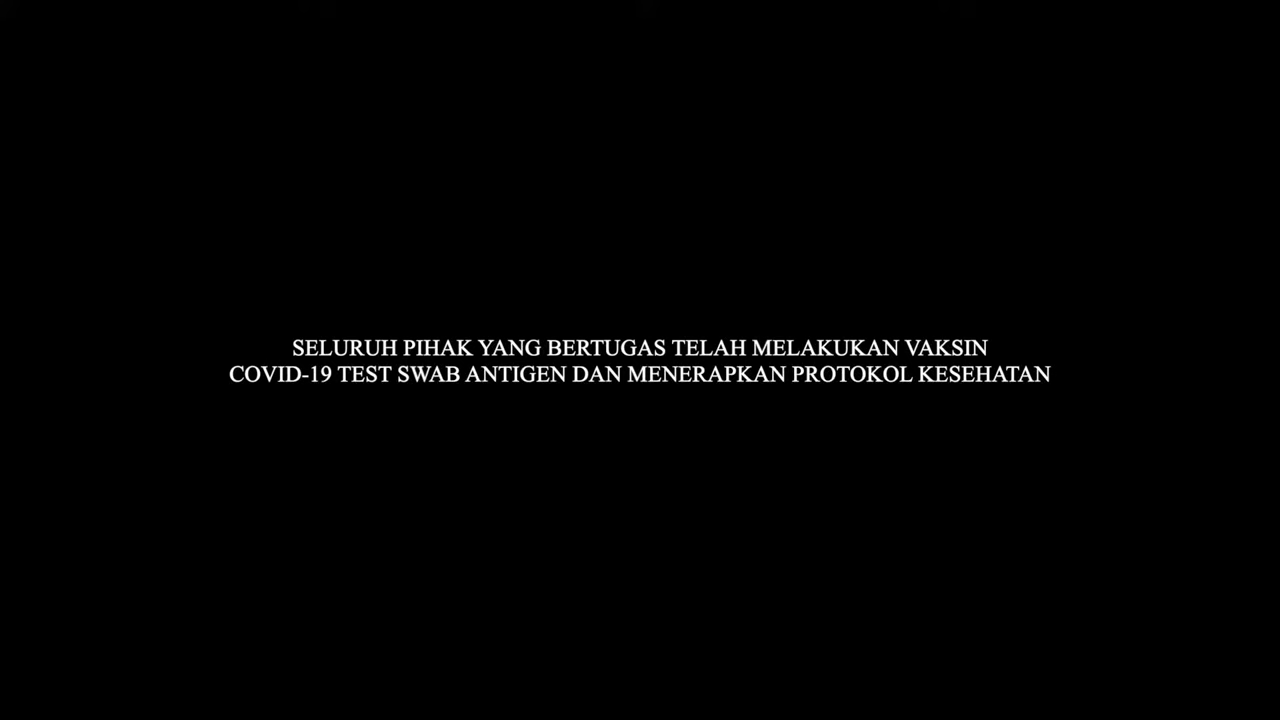 SELURUH PIHAK YANG BERTUGAS TELAH MELAKUKAN VAKSIN
COVID-19 TEST SWAB ANTIGEN DAN MENERAPKAN PROTOKOL KESEHATAN